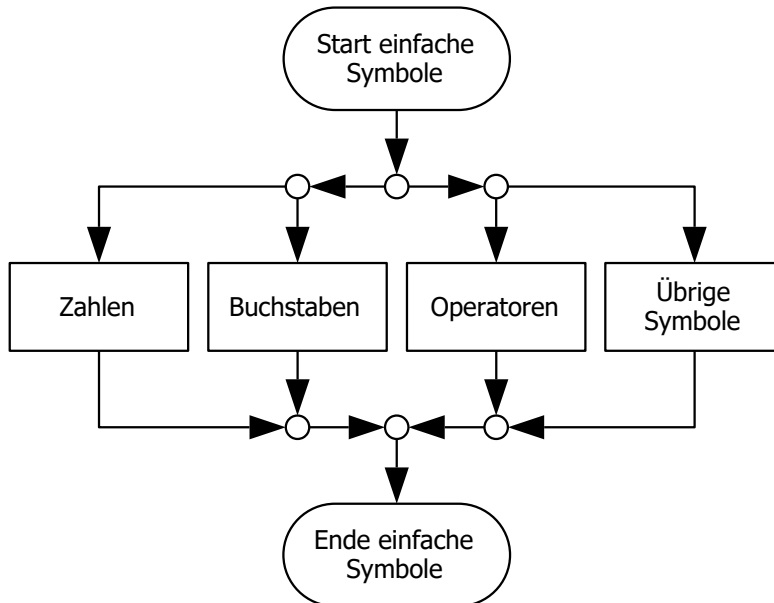 Start einfache
Symbole
Zahlen
Buchstaben
Operatoren
Übrige
Symbole
Ende einfache
Symbole